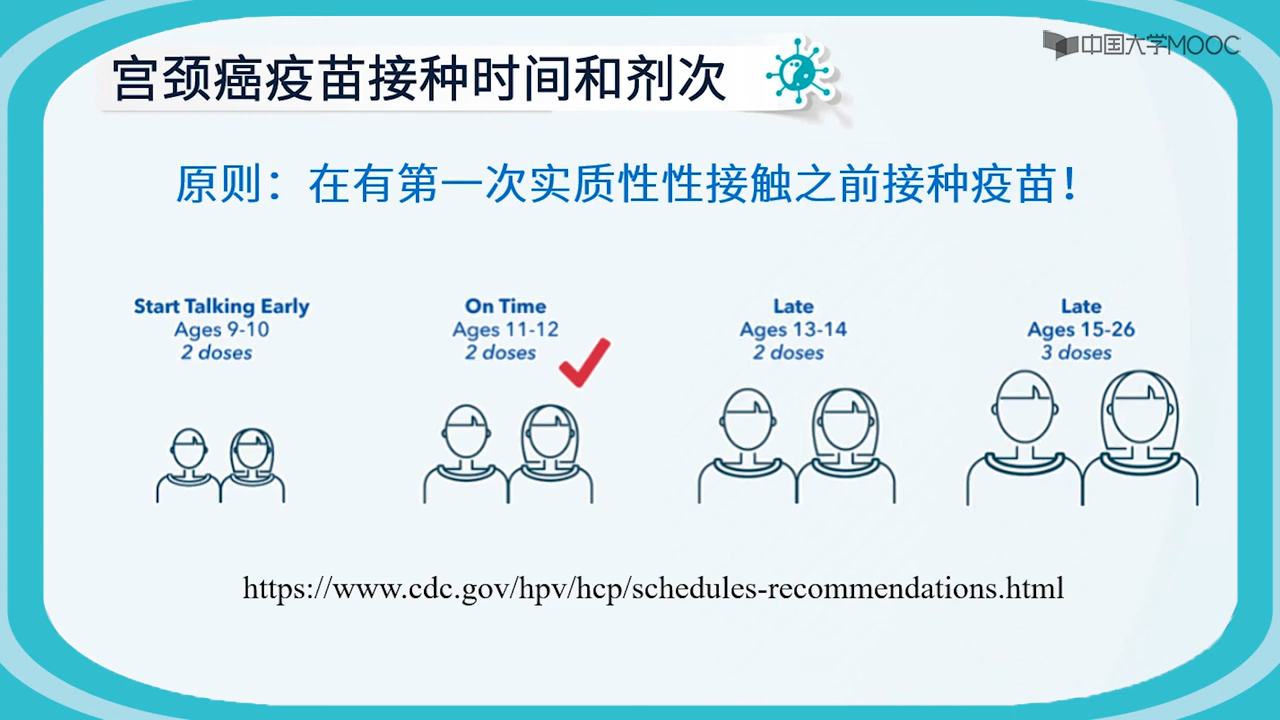 宫颈癌疫苗接种时间和剂次
中国大学MOOC
原则：在有第一次实质性性接触之前接种疫苗！
Start Talking Early
Ages 9-10
2 doses
On Time
Ages 11-12
2 doses
Late
Ages 13-14
2 doses
Late
Ages 15-26
3 doses
https://www.cdc.gov/hpv/hcp/schedules-recommendations.html